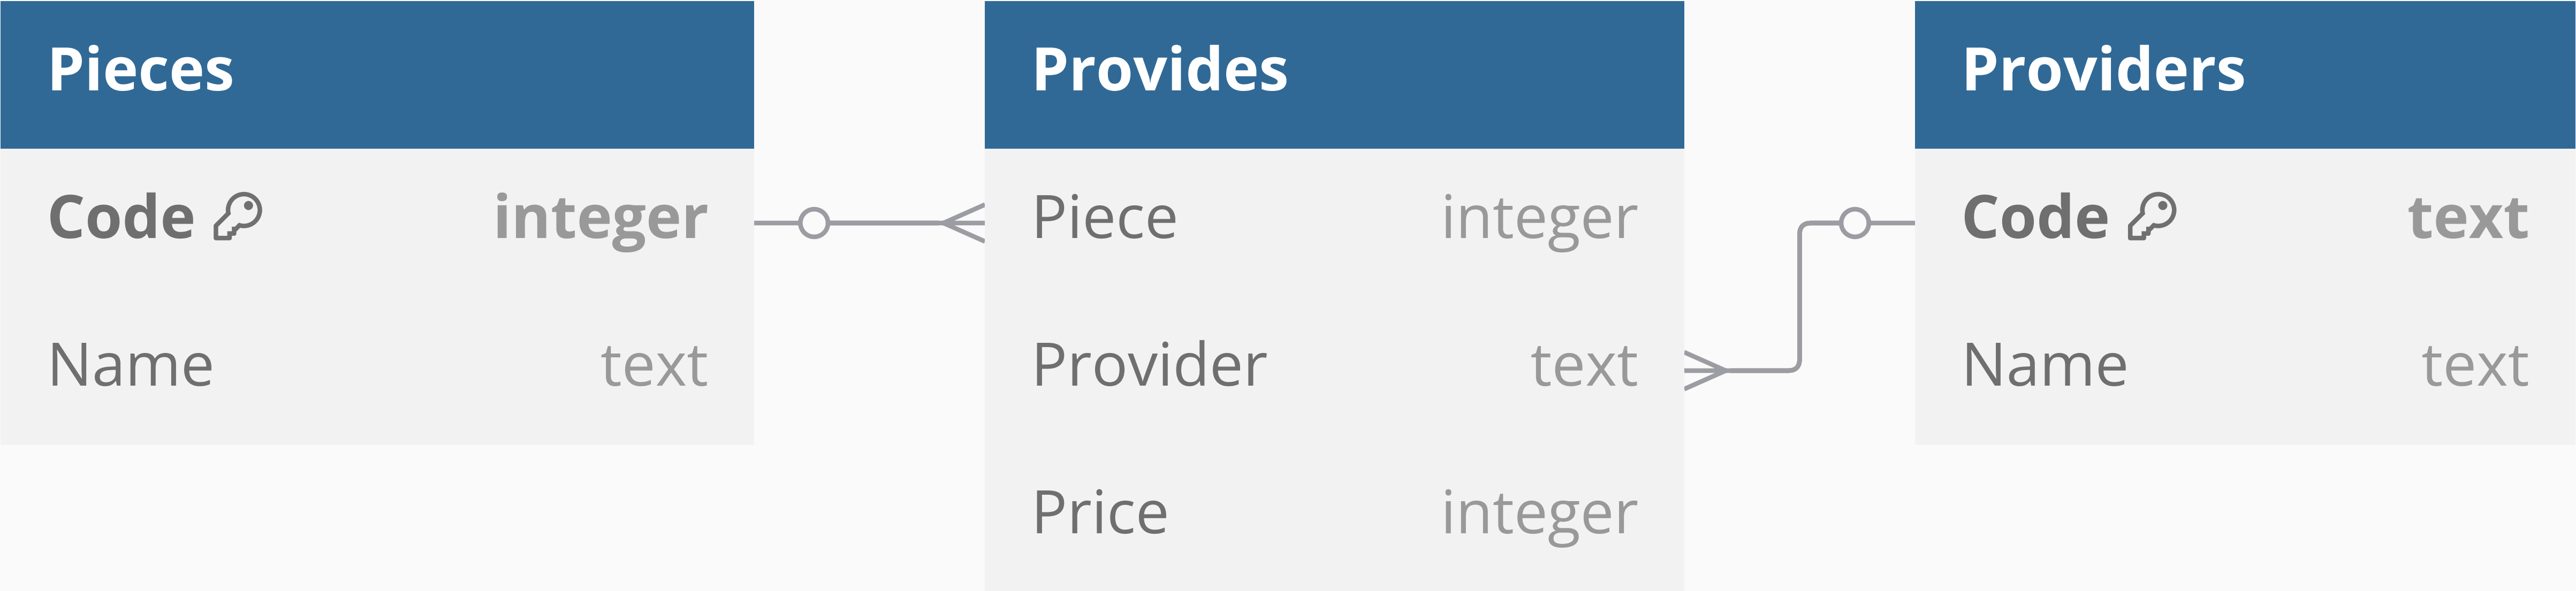 Pieces
Code integer
Name text
Provides
Piece integer
Provider text
Price integer
Providers
Code text
Name text